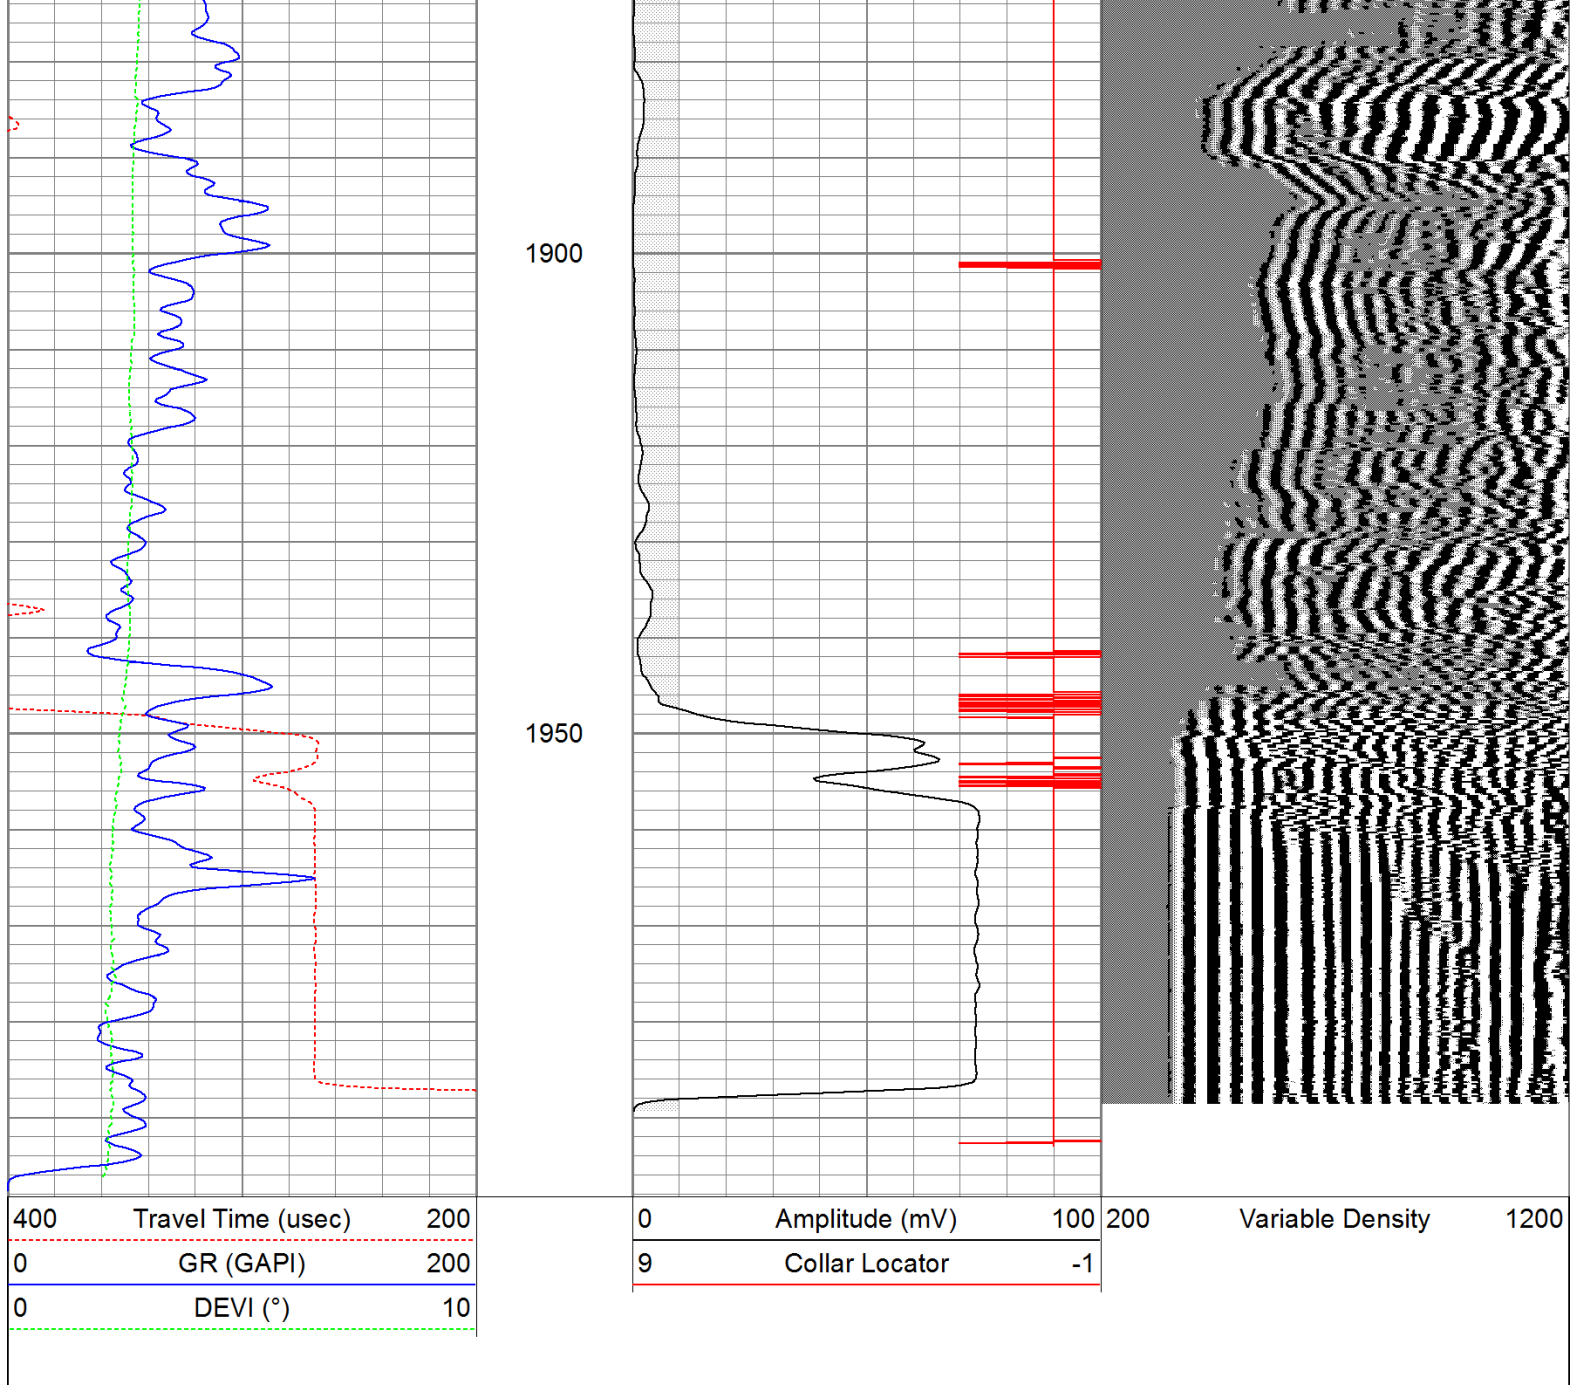 1900
1950
400 Travel Time (usec) 200
0 GR (GAPI) 200
0 DEVI (°) 10
0 Amplitude (mV) 100
9 Collar Locator -1
200 Variable Density 1200